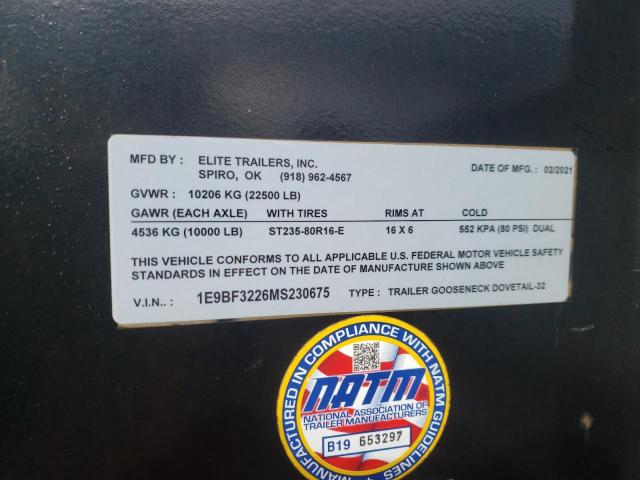 MFD BY : ELITE TRAILERS, INC. DATE OF MFG. : 02/2021
SPIRO, OK (918) 962-4567
GVWR : 10206 KG (22500 LB)
GAWR (EACH AXLE) WITH TIRES RIMS AT COLD
4536 KG (10000 LB) ST235-80R16-E 16 X 6 552 KPA (80 PSI) DUAL
THIS VEHICLE CONFORMS TO ALL APPLICABLE U.S. FEDERAL MOTOR VEHICLE SAFETY
STANDARDS IN EFFECT ON THE DATE OF MANUFACTURE SHOWN ABOVE
V.I.N.. : 1E9BF3226MS230675 TYPE : TRAILER GOOSENECK DOVETAIL-32
MANUFACTURED IN COMPLIANCE WITH NATM GUIDELINES
NATM
NATIONAL ASSOCIATION OF
TRAILER MANUFACTURERS
B19 653297